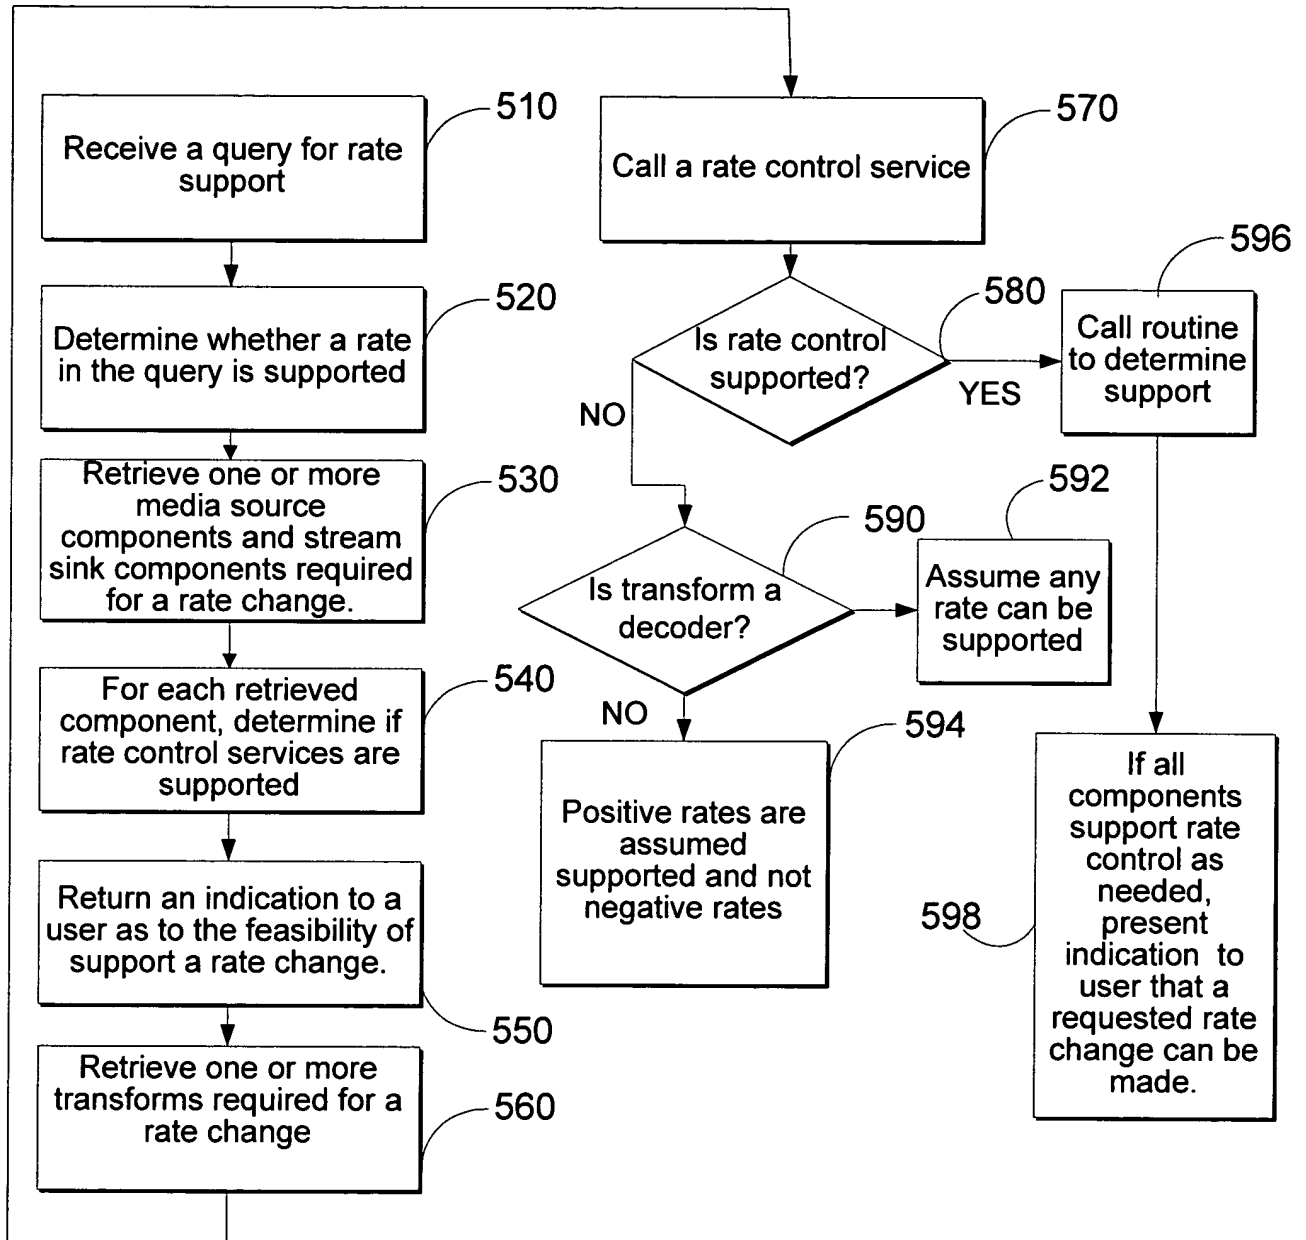 510
Receive a query for rate
support
520
Determine whether a rate
in the query is supported
530
Retrieve one or more
media source
components and stream
sink components required
for a rate change.
540
For each retrieved
component, determine if
rate control services are
supported
Return an indication to a
user as to the feasibility of
support a rate change.
550
Retrieve one or more
transforms required for a
rate change
560
570
Call a rate control service
580
Is rate control
supported?
YES
NO
596
Call routine
to determine
support
590
Is transform a
decoder?
592
Assume any
rate can be
supported
NO
594
Positive rates are
assumed
supported and not
negative rates
598
If all
components
support rate
control as
needed,
present
indication to
user that a
requested rate
change can be
made.